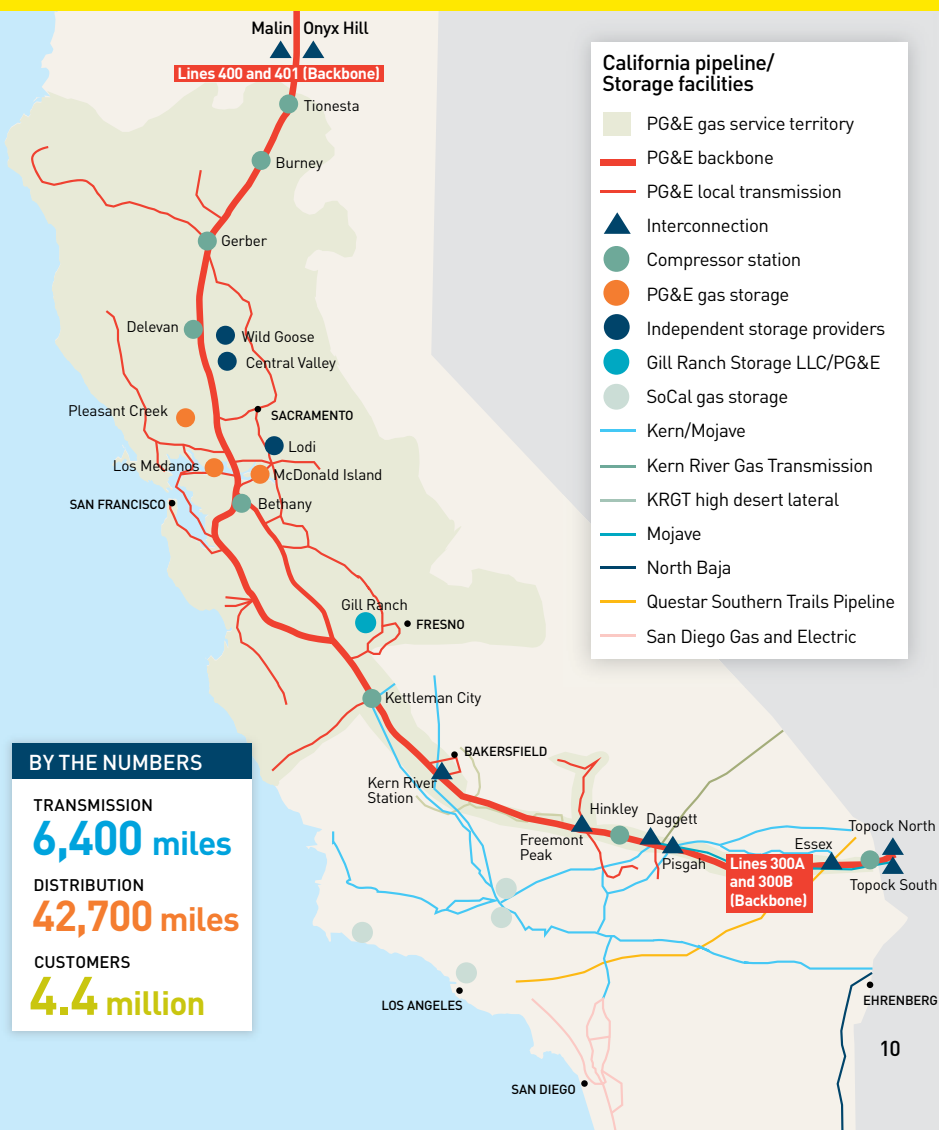 Malin Onyx Hill
Lines 400 and 401 (Backbone)
Tionesta
Burney
Gerber
Delevan
Wild Goose
Central Valley
Pleasant Creek
SACRAMENTO
Lodi
Los Medanos
McDonald Island
SAN FRANCISCO
Bethany
Gill Ranch
FRESNO
Kettleman City
BAKERSFIELD
Kern River
Station
Hinkley
Daggett
Freemont
Peak
Pisgah
Essex
Topock North
Topock South
Lines 300A
and 300B
(Backbone)
LOS ANGELES
EHRENBERG
SAN DIEGO
California pipeline/
Storage facilities
PG&E gas service territory
PG&E backbone
PG&E local transmission
Interconnection
Compressor station
PG&E gas storage
Independent storage providers
Gill Ranch Storage LLC/PG&E
SoCal gas storage
Kern/Mojave
Kern River Gas Transmission
KRGT high desert lateral
Mojave
North Baja
Questar Southern Trails Pipeline
San Diego Gas and Electric
BY THE NUMBERS
TRANSMISSION
6,400 miles
DISTRIBUTION
42,700 miles
CUSTOMERS
4.4 million
10